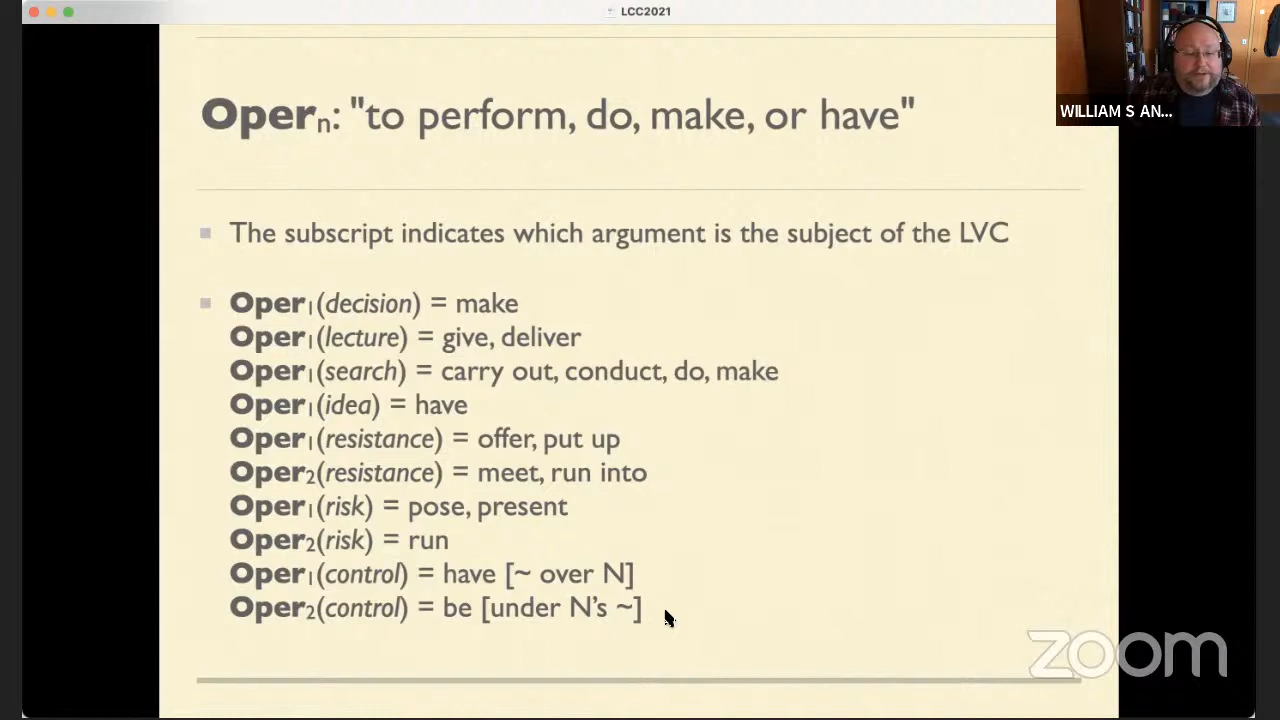 LCC2021
WILLIAM S AN...
Operₙ: "to perform, do, make, or have"
The subscript indicates which argument is the subject of the LVC
Oper₁(decision) = make
Oper₁(lecture) = give, deliver
Oper₁(search) = carry out, conduct, do, make
Oper₁(idea) = have
Oper₁(resistance) = offer, put up
Oper₂(resistance) = meet, run into
Oper₁(risk) = pose, present
Oper₂(risk) = run
Oper₁(control) = have [~ over N]
Oper₂(control) = be [under N’s ~]
zoom